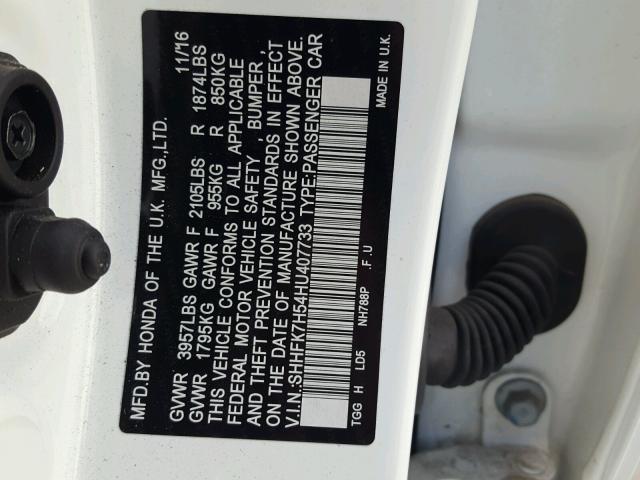 MFD.BY HONDA OF THE U.K. MFG.,LTD. 11/16
GVWR 3957LBS GAWR F 2105LBS R 1874LBS
GVWR 1795KG GAWR F 955KG R 850KG
THIS VEHICLE CONFORMS TO ALL APPLICABLE
FEDERAL MOTOR VEHICLE SAFETY , BUMPER ,
AND THEFT PREVENTION STANDARDS IN EFFECT
ON THE DATE OF MANUFACTURE SHOWN ABOVE.
V.I.N.:SHHFK7H54HU407733 TYPE:PASSENGER CAR
TGG H LD5 NH788P .F .U MADE IN U.K.